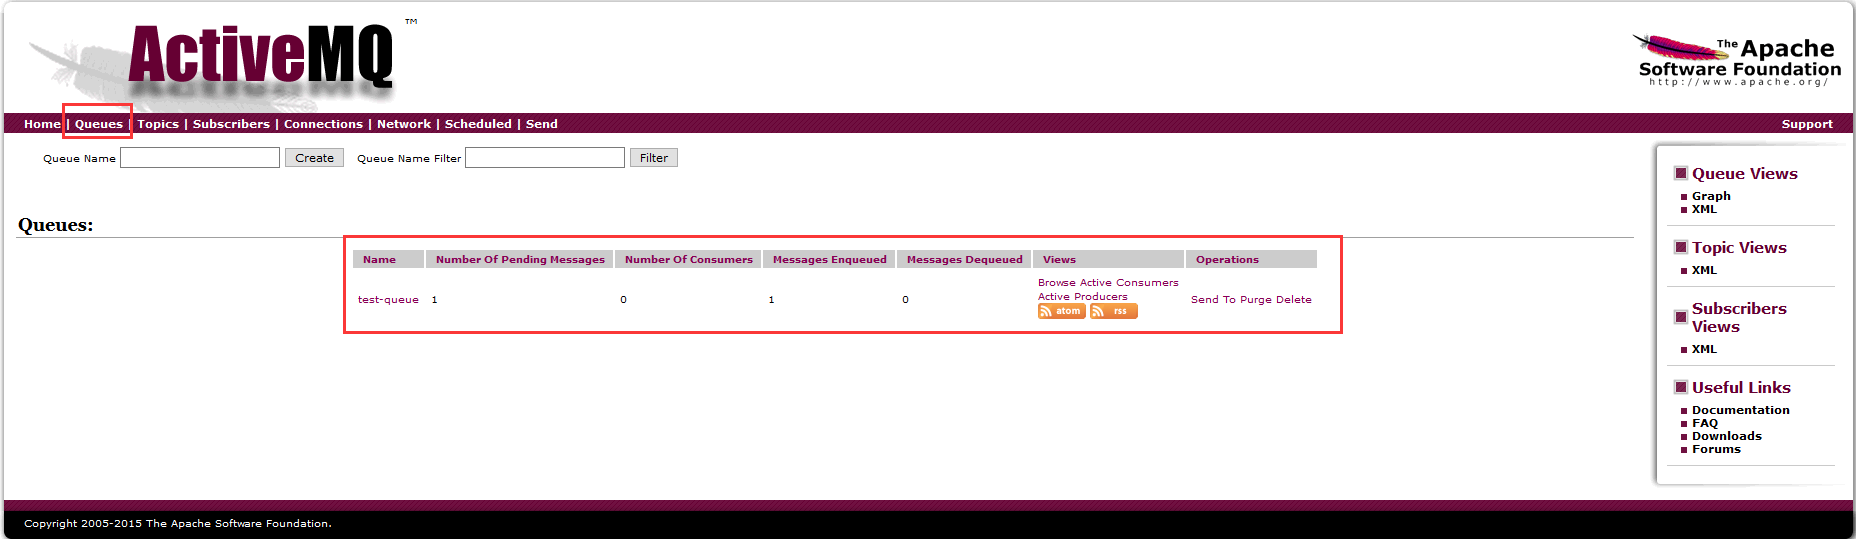 ActiveMQ ™
The Apache
Software Foundation
http://www.apache.org/
Home | Queues | Topics | Subscribers | Connections | Network | Scheduled | Send
Support
Queue Name Create Queue Name Filter Filter
Queues:
Name Number Of Pending Messages Number Of Consumers Messages Enqueued Messages Dequeued Views Operations
test-queue 1 0 1 0 Browse Active Consumers
Active Producers
atom rss
Send To Purge Delete
Queue Views
Graph
XML
Topic Views
XML
Subscribers
Views
XML
Useful Links
Documentation
FAQ
Downloads
Forums
Copyright 2005-2015 The Apache Software Foundation.